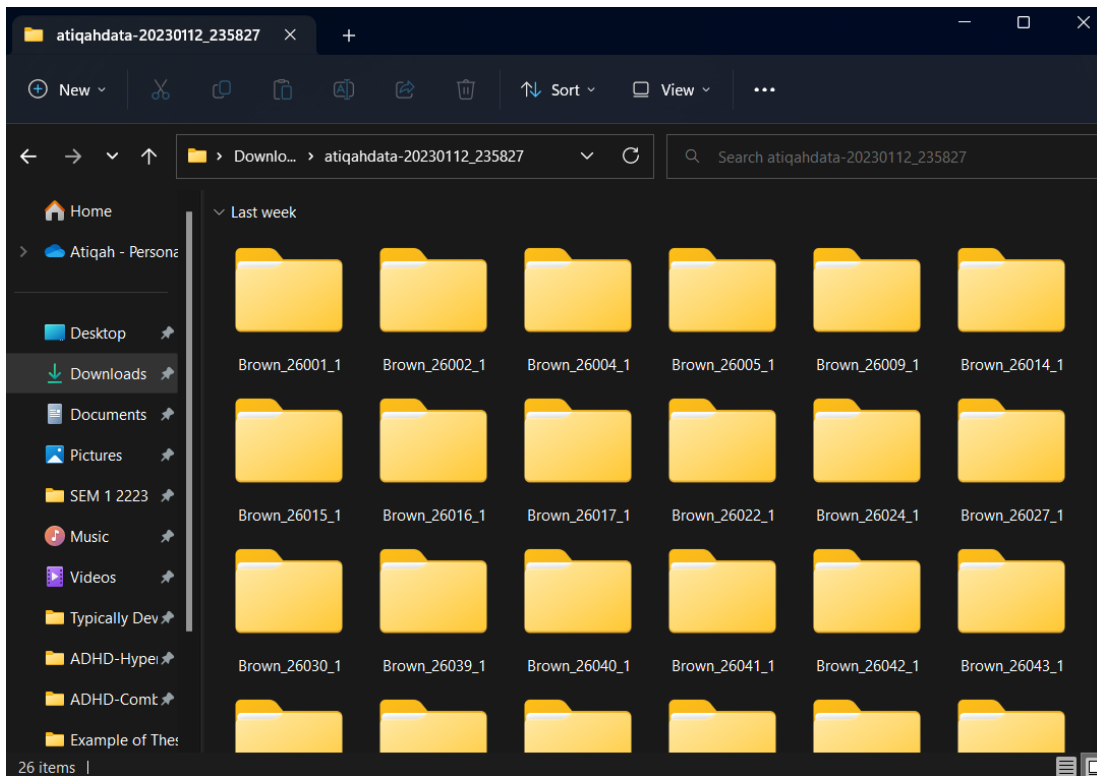 atiqahdata-20230112_235827
New
Sort
View
Downlo... > atiqahdata-20230112_235827
Search atiqahdata-20230112_235827
Home
Atiqah - Persona
Desktop
Downloads
Documents
Pictures
SEM 1 2223
Music
Videos
Typically Dev
ADHD-Hyper
ADHD-Comb
Example of Thes
Last week
Brown_26001_1 Brown_26002_1 Brown_26004_1 Brown_26005_1 Brown_26009_1 Brown_26014_1
Brown_26015_1 Brown_26016_1 Brown_26017_1 Brown_26022_1 Brown_26024_1 Brown_26027_1
Brown_26030_1 Brown_26039_1 Brown_26040_1 Brown_26041_1 Brown_26042_1 Brown_26043_1
26 items